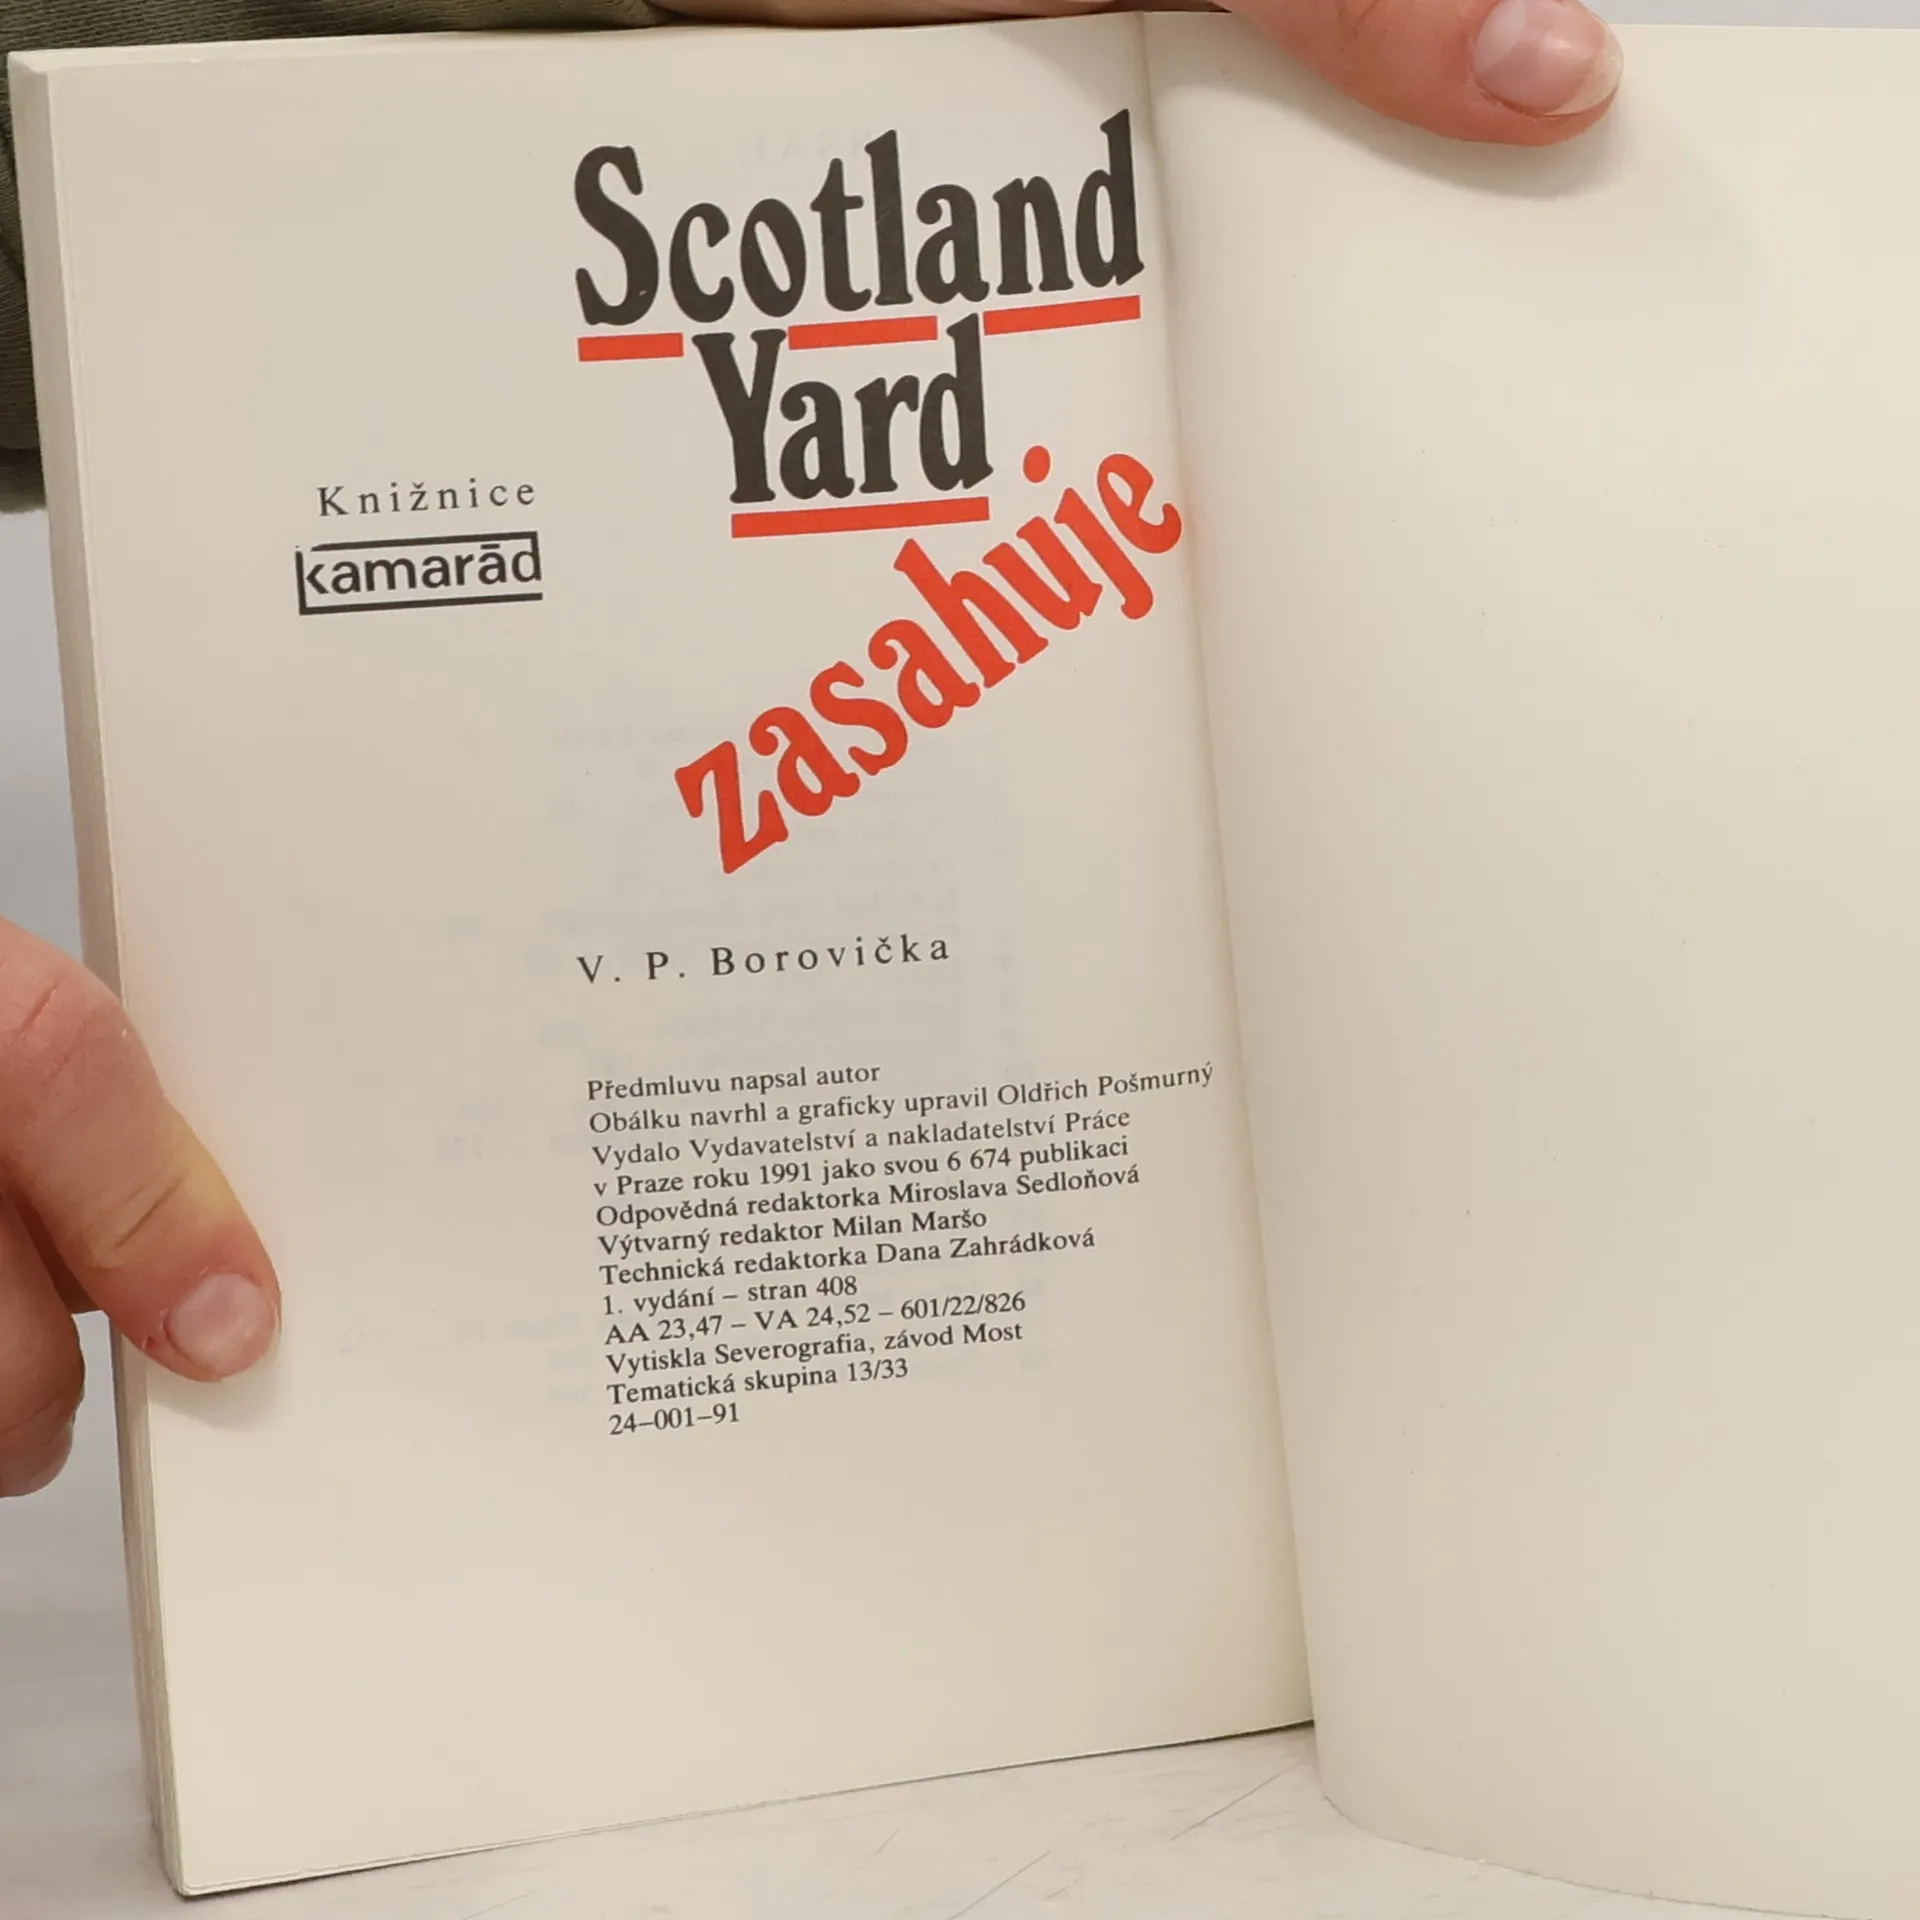 Scotland
Yard
zasahuje
Knižnice
kamarād
V. P. Borovička
Předmluvu napsal autor
Obálku navrhl a graficky upravil Oldřich Pošmurný
Vydalo Vydavatelství a nakladatelství Práce
v Praze roku 1991 jako svou 6 674 publikaci
Odpovědná redaktorka Miroslava Sedloňová
Výtvarný redaktor Milan Maršo
Technická redaktorka Dana Zahrádková
1. vydání – stran 408
AA 23,47 – VA 24,52 – 601/22/826
Vytiskla Severografia, závod Most
Tematická skupina 13/33
24–001–91